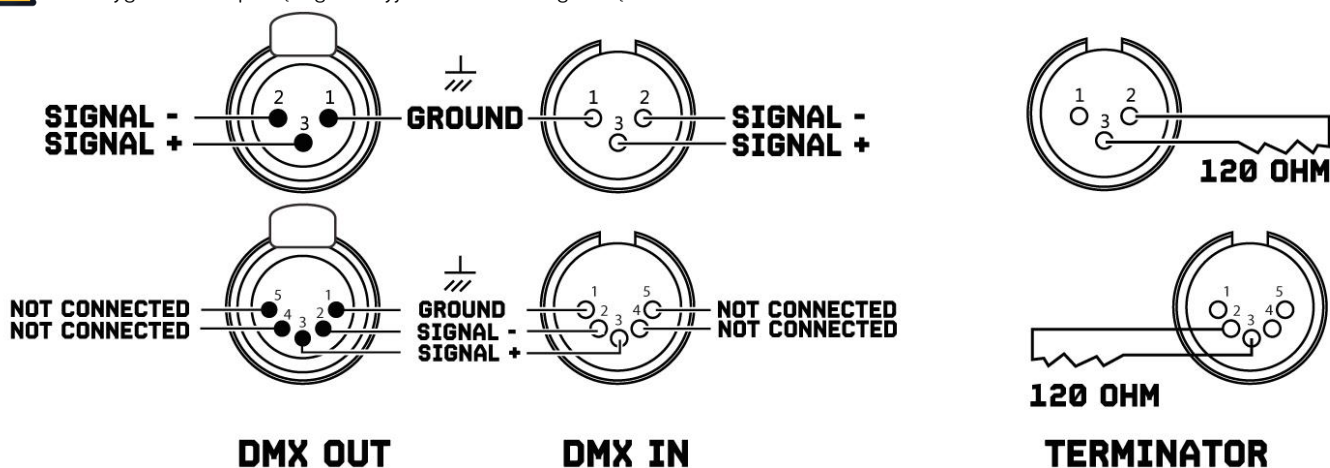 2 1
3
SIGNAL -
SIGNAL +
GROUND
1 2
3
SIGNAL -
SIGNAL +
1 2
3
120 OHM
5 1
4 3 2
NOT CONNECTED
NOT CONNECTED
GROUND
SIGNAL -
SIGNAL +
1 5
2 3 4
NOT CONNECTED
NOT CONNECTED
1 5
2 3 4
120 OHM
DMX OUT
DMX IN
TERMINATOR